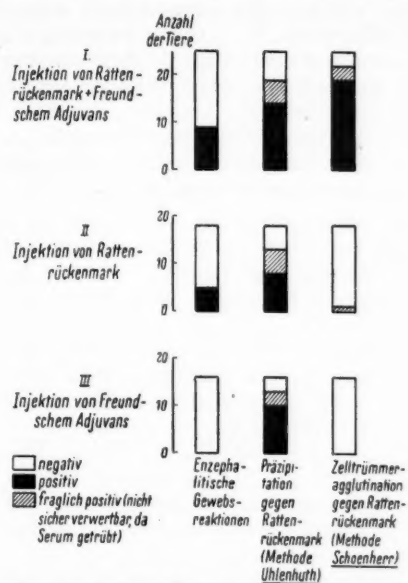 Anzahl
der Tiere
I.
Injektion von Ratten-
rückenmark + Freund-
schem Adjuvans
20
10
0
II
Injektion von Ratten-
rückenmark
20
10
0
III
Injektion von Freund-
schem Adjuvans
20
10
0
negativ
positiv
fraglich positiv (nicht
sicher verwertbar, da
Serum getrübt)
Enzepha-
litische
Gewebs-
reaktionen
Präzipi-
tation
gegen
Ratten-
rückenmark
(Methode
Uhlenhuth)
Zelltrümmer-
agglutination
gegen Ratten-
rückenmark
(Methode
Schoenherr)